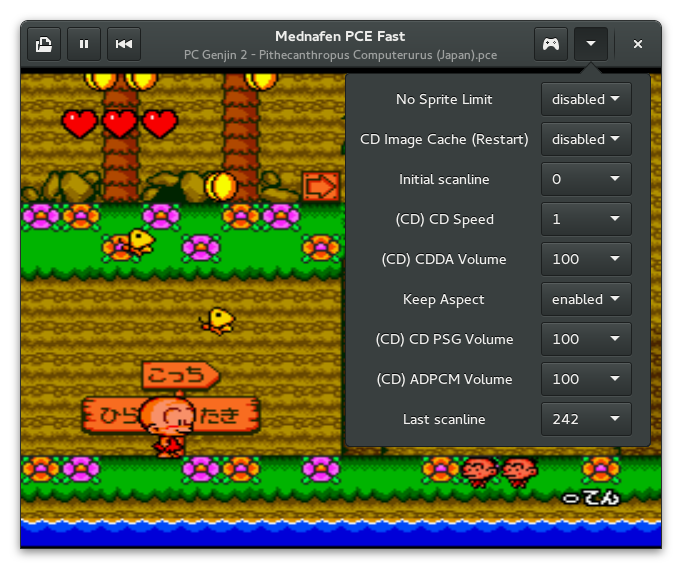 Mednafen PCE Fast
PC Genjin 2 - Pithecanthropus Computerurus (Japan).pce
No Sprite Limit disabled
CD Image Cache (Restart) disabled
Initial scanline 0
(CD) CD Speed 1
(CD) CDDA Volume 100
Keep Aspect enabled
(CD) CD PSG Volume 100
(CD) ADPCM Volume 100
Last scanline 242
こっち
ひら たき
0てん